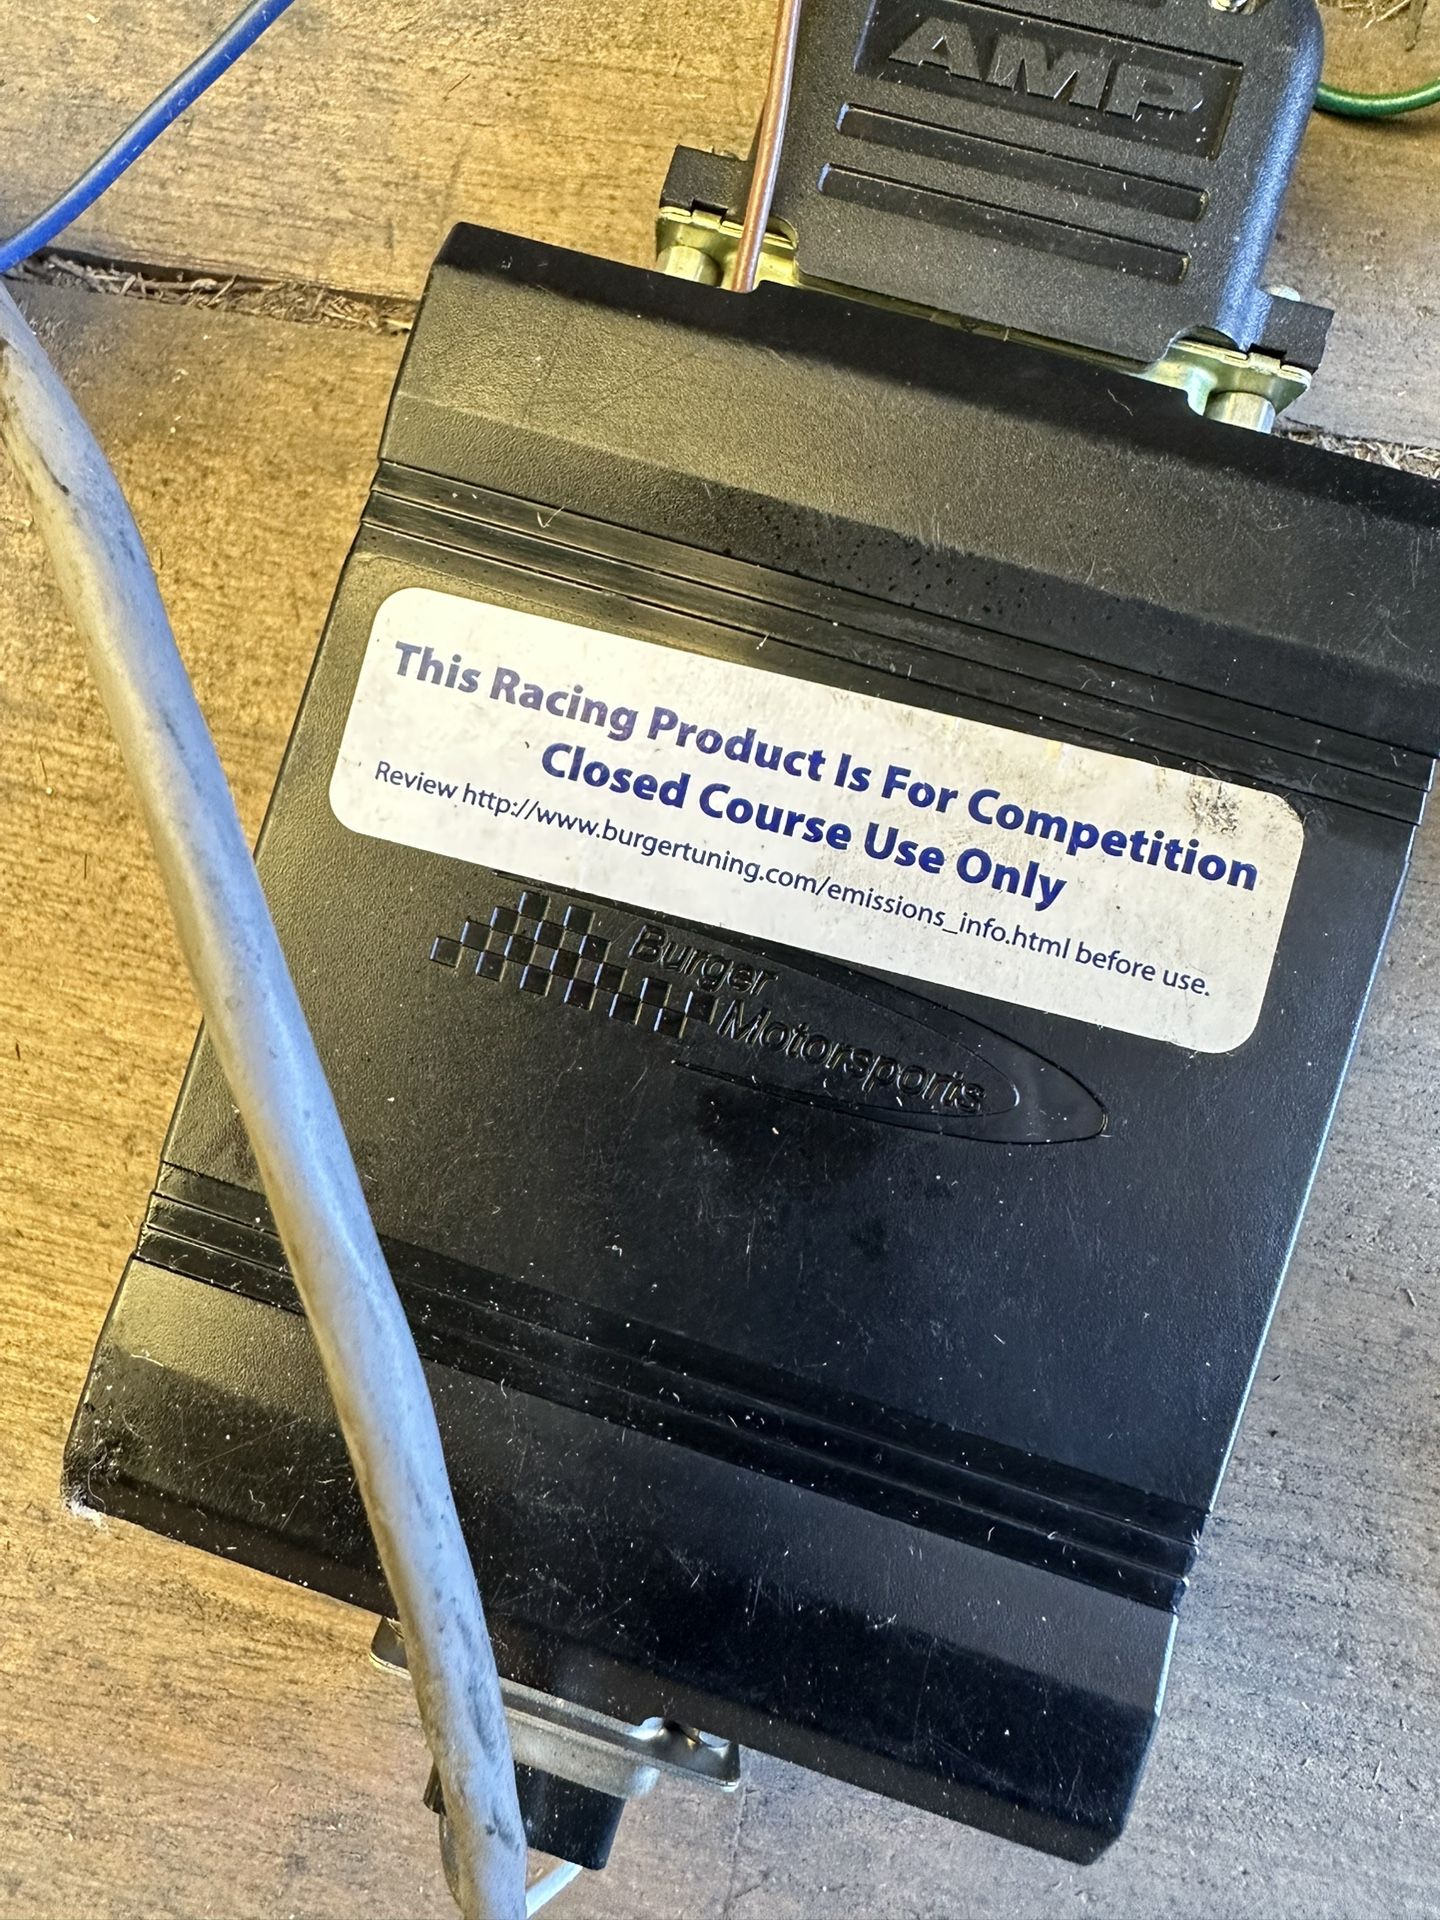 AMP
This Racing Product Is For Competition
Closed Course Use Only
Review http://www.burgertuning.com/emissions_info.html before use.
Burger
Motorsports